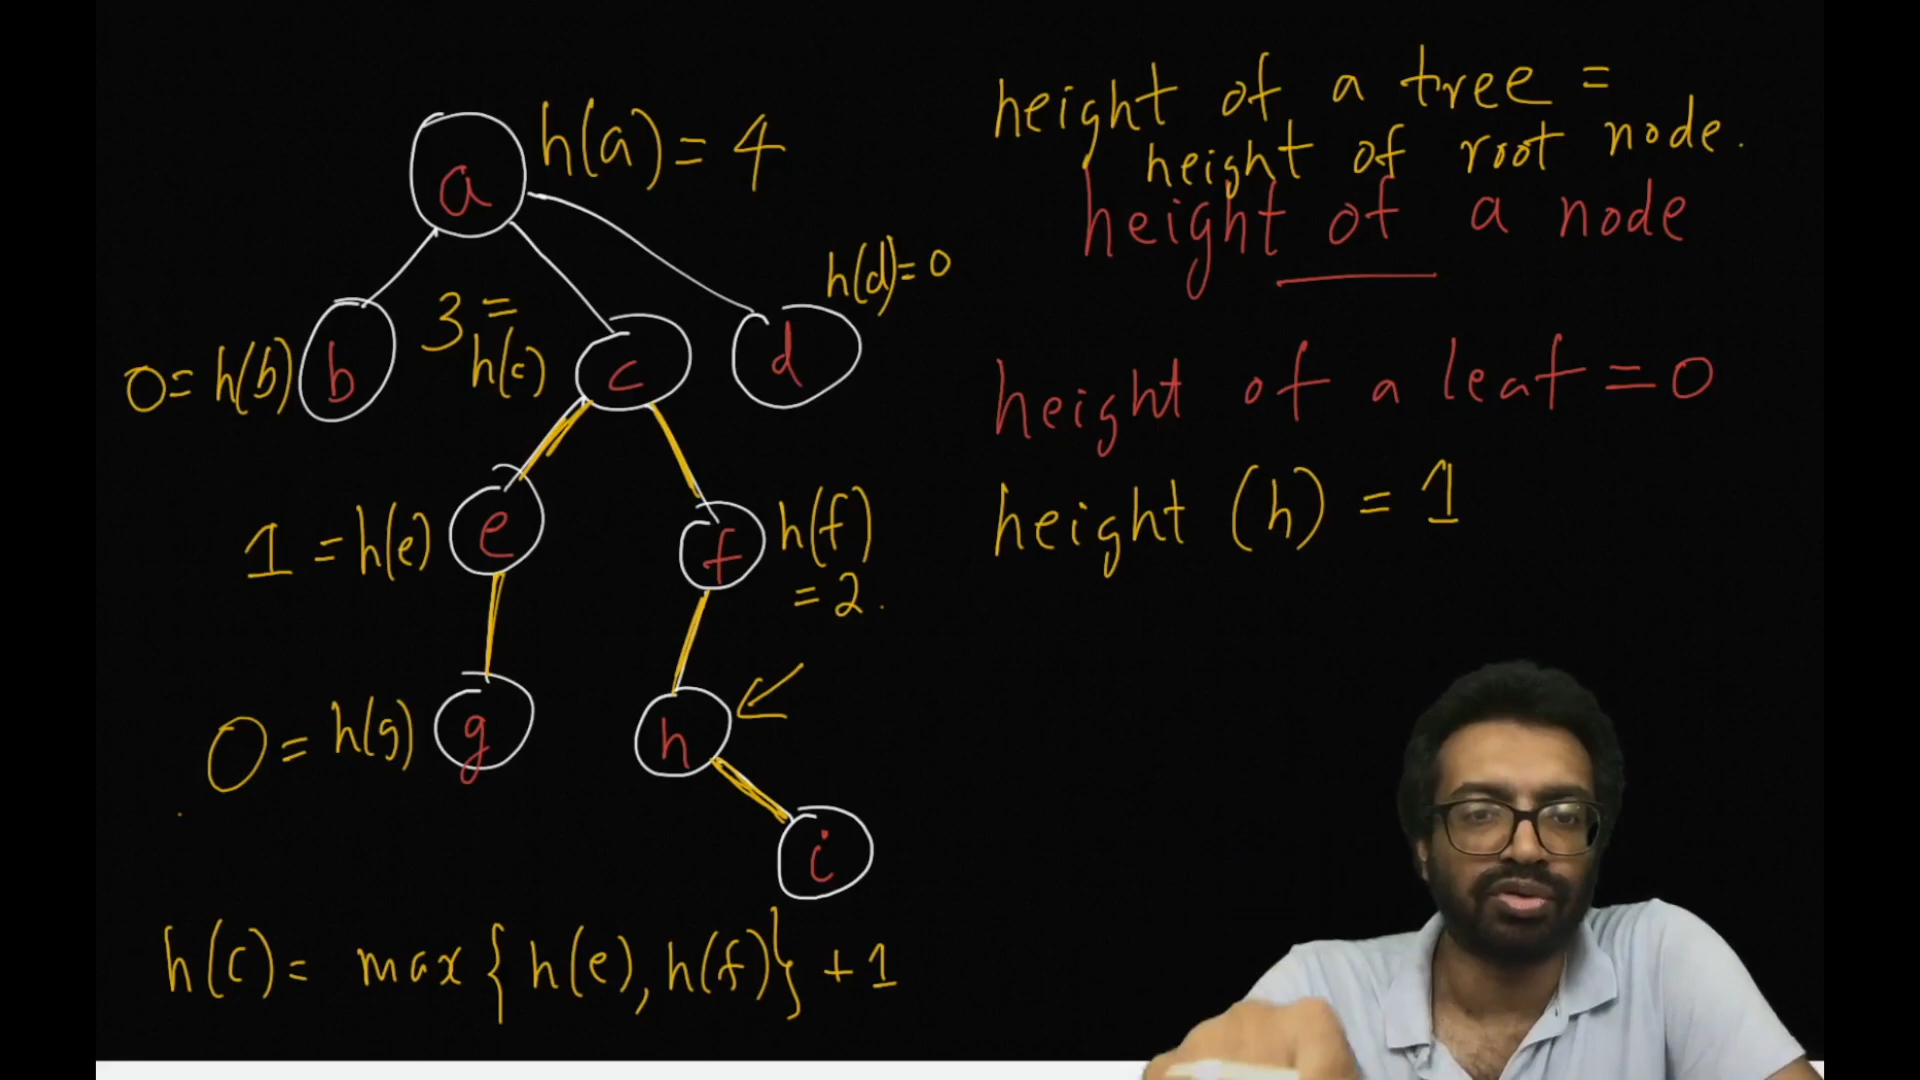 height of a tree =
height of root node.
height of a node
height of a leaf = 0
height (h) = 1
a
h(a) = 4
h(d) = 0
0 = h(b)
b
3 =
h(c)
c
d
1 = h(e)
e
f
h(f)
= 2.
0 = h(g)
g
h
i
h(c) = max { h(e), h(f) } + 1